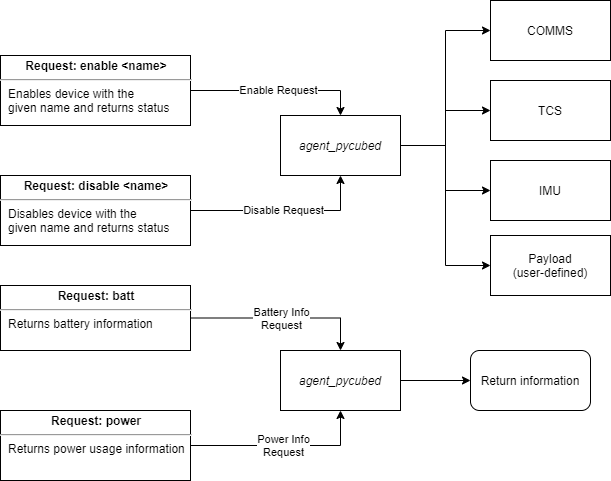 COMMS
Request: enable <name>
Enables device with the
given name and returns status
Enable Request
TCS
agent_pycubed
Request: disable <name>
Disables device with the
given name and returns status
Disable Request
IMU
Payload
(user-defined)
Request: batt
Returns battery information
Battery Info
Request
agent_pycubed
Return information
Request: power
Returns power usage information
Power Info
Request